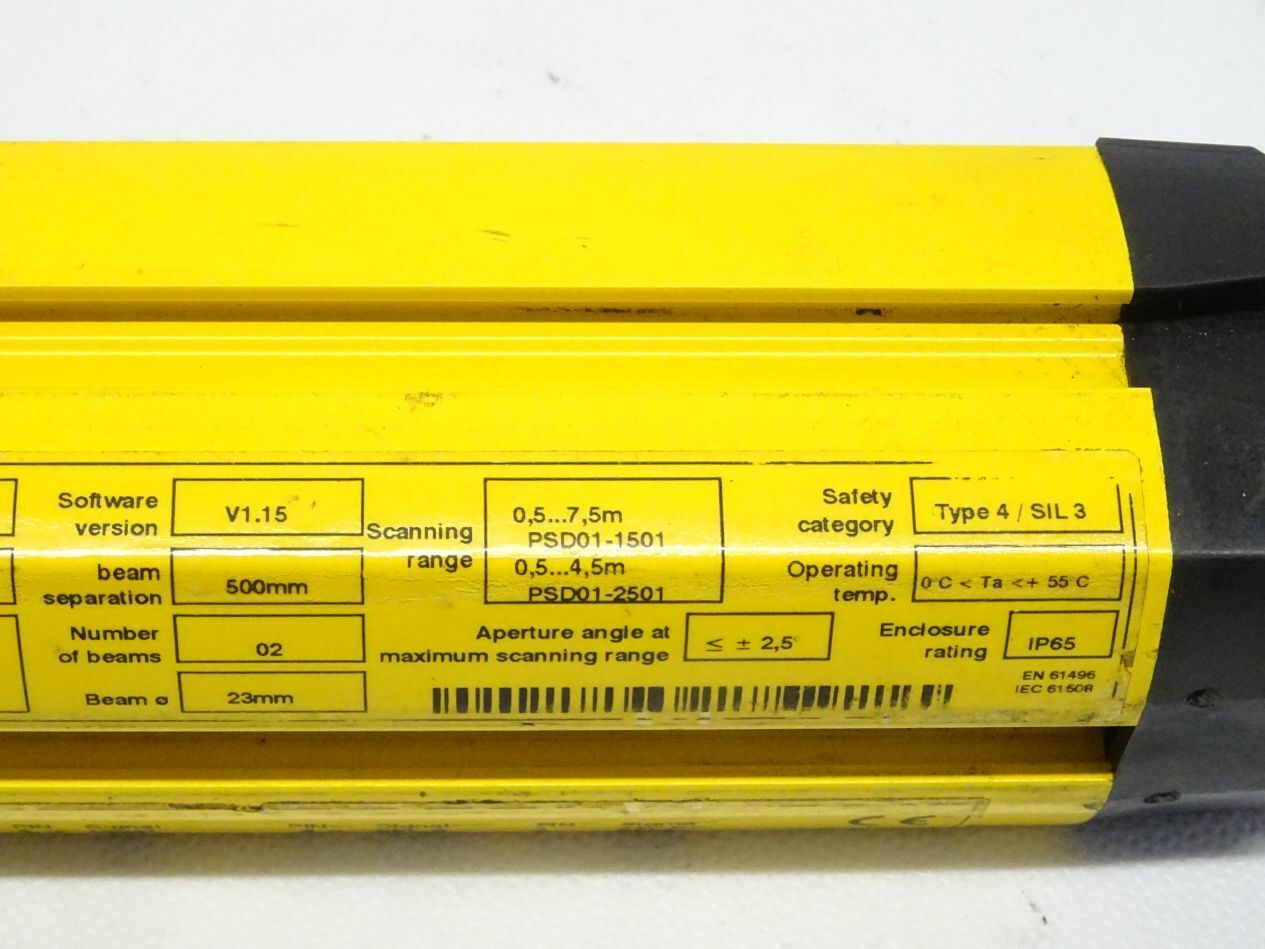 Software
version
V1.15
beam
separation
500mm
Number
of beams
02
Beam ø
23mm
Scanning
range
0,5...7,5m
PSD01-1501
0,5...4,5m
PSD01-2501
Aperture angle at
maximum scanning range
≤ ± 2,5°
Safety
category
Type 4 / SIL 3
Operating
temp.
0°C < Ta <+ 55°C
Enclosure
rating
IP65
EN 61496
IEC 61508
CE